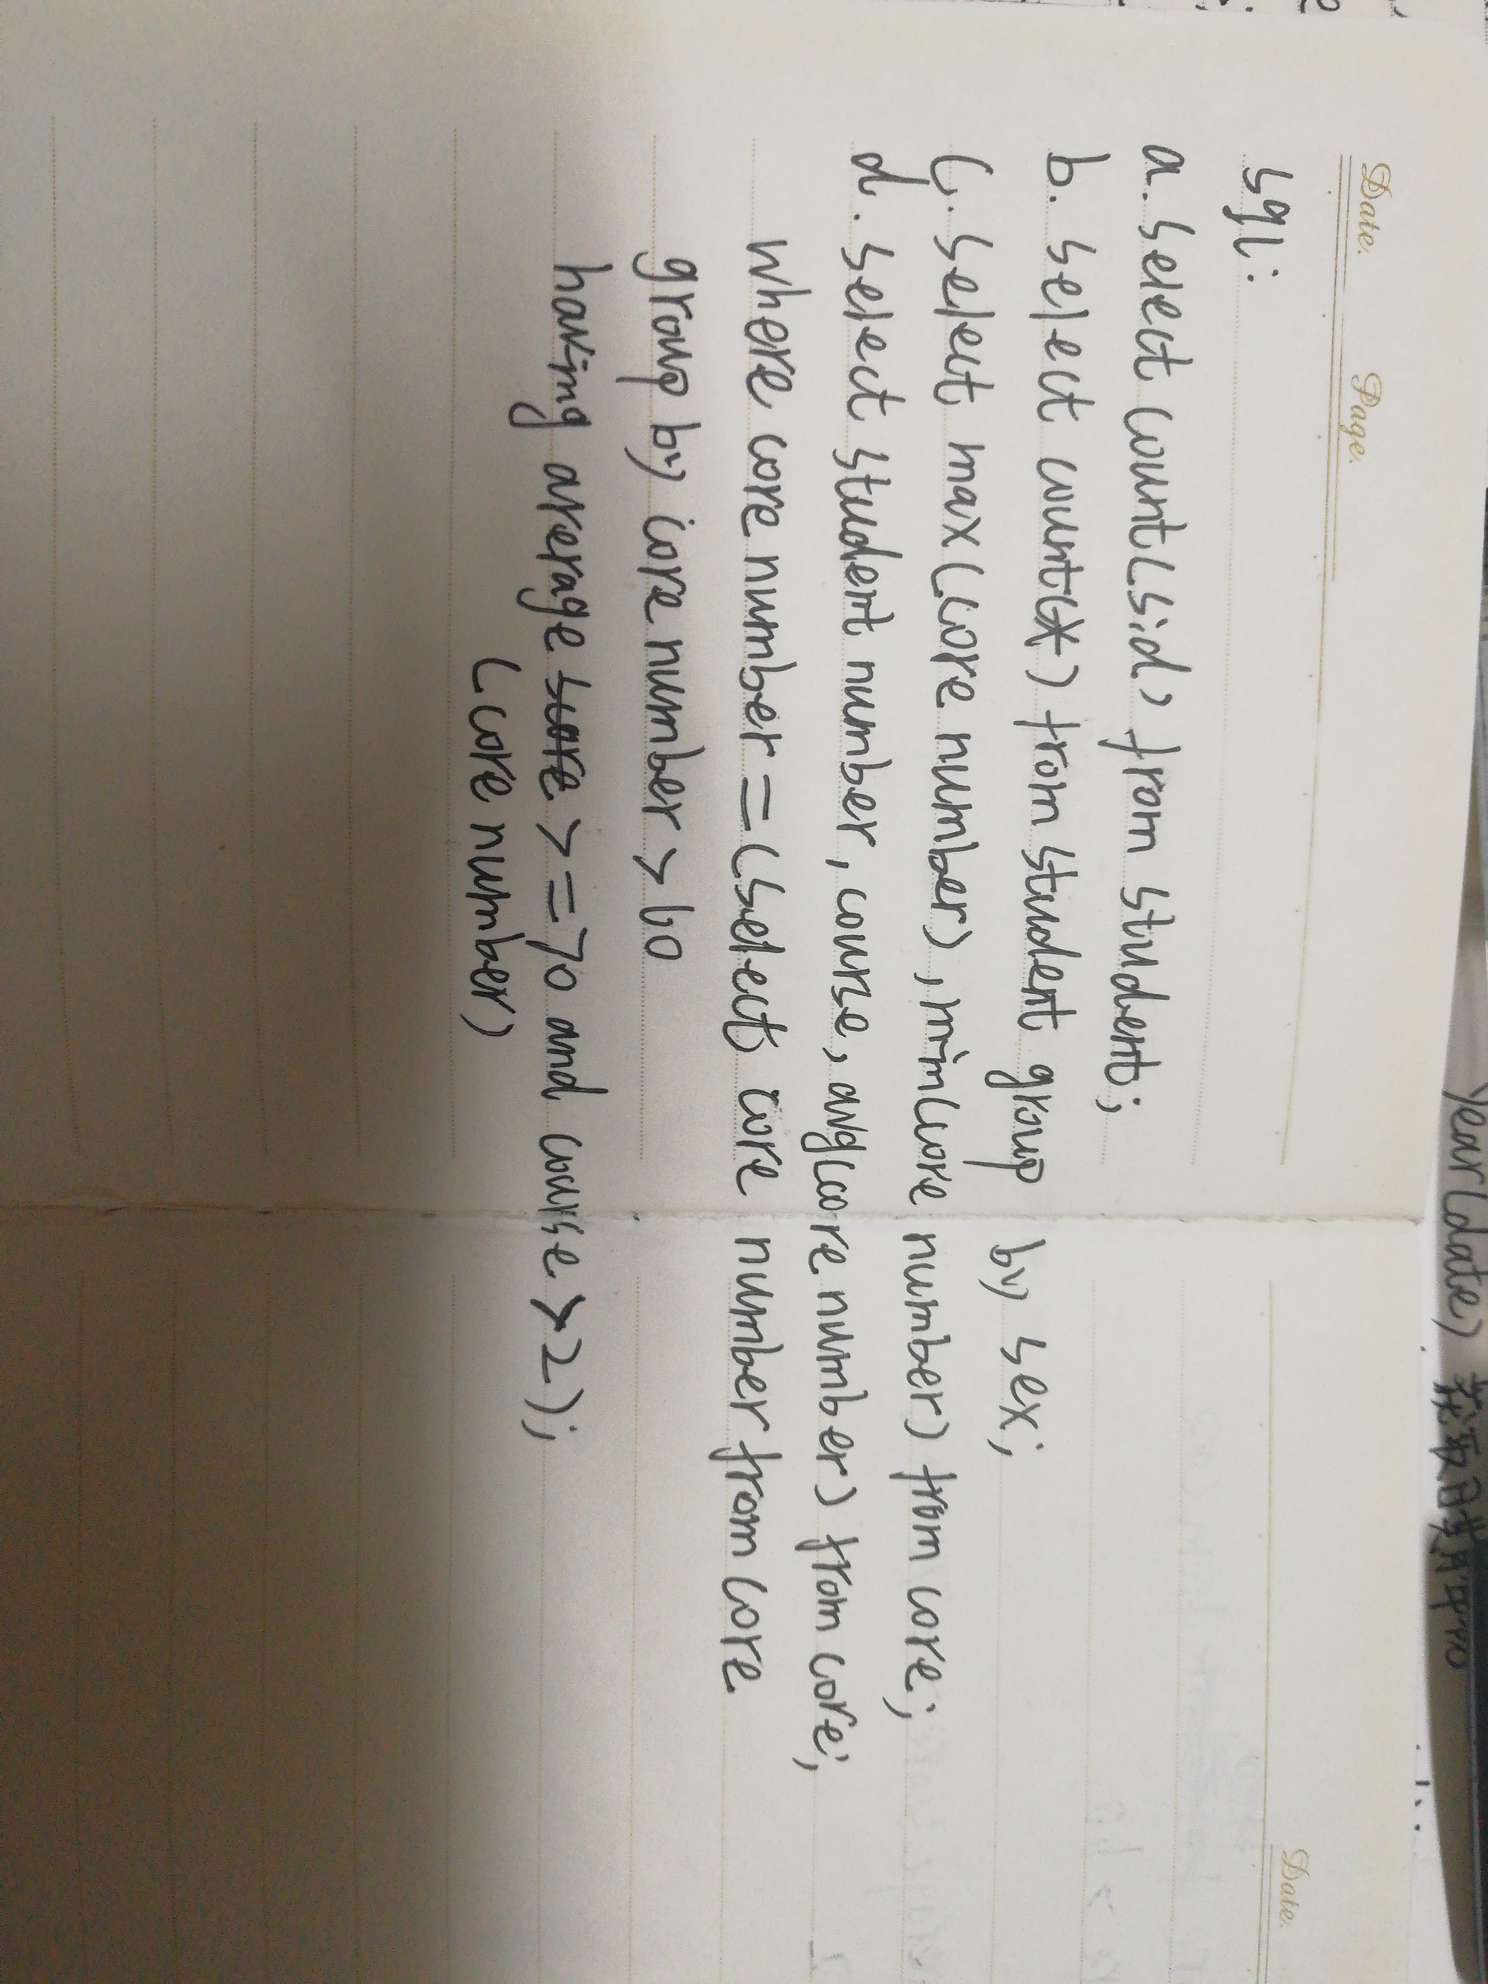 year(date) 获取日期中的
Date. Page.
Date.
sql:
a. select count(sid) from student;
b. select count(*) from student group by sex;
c. select max(core number), min(core number) from core;
d. select student number, course, avg(core number) from core;
where core number = (select core number from core
group by core number > 60
having average score >= 70 and course > 2);
(core number)